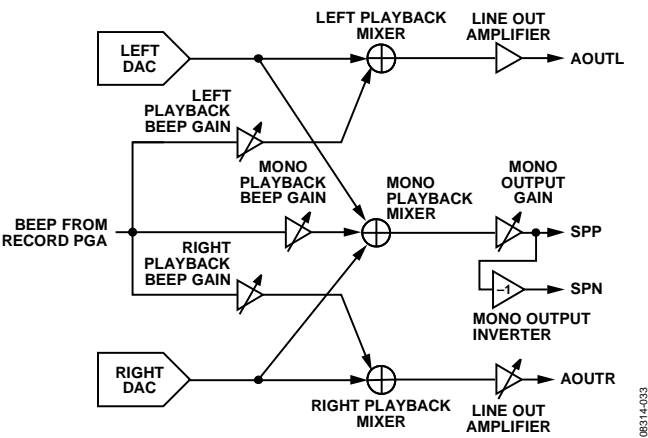 LEFT PLAYBACK
MIXER
LINE OUT
AMPLIFIER
LEFT
DAC
AOUTL
LEFT
PLAYBACK
BEEP GAIN
MONO
PLAYBACK
BEEP GAIN
MONO
PLAYBACK
MIXER
MONO
OUTPUT
GAIN
BEEP FROM
RECORD PGA
SPP
RIGHT
PLAYBACK
BEEP GAIN
–1
SPN
MONO OUTPUT
INVERTER
RIGHT
DAC
AOUTR
RIGHT PLAYBACK
MIXER
LINE OUT
AMPLIFIER
08314-033